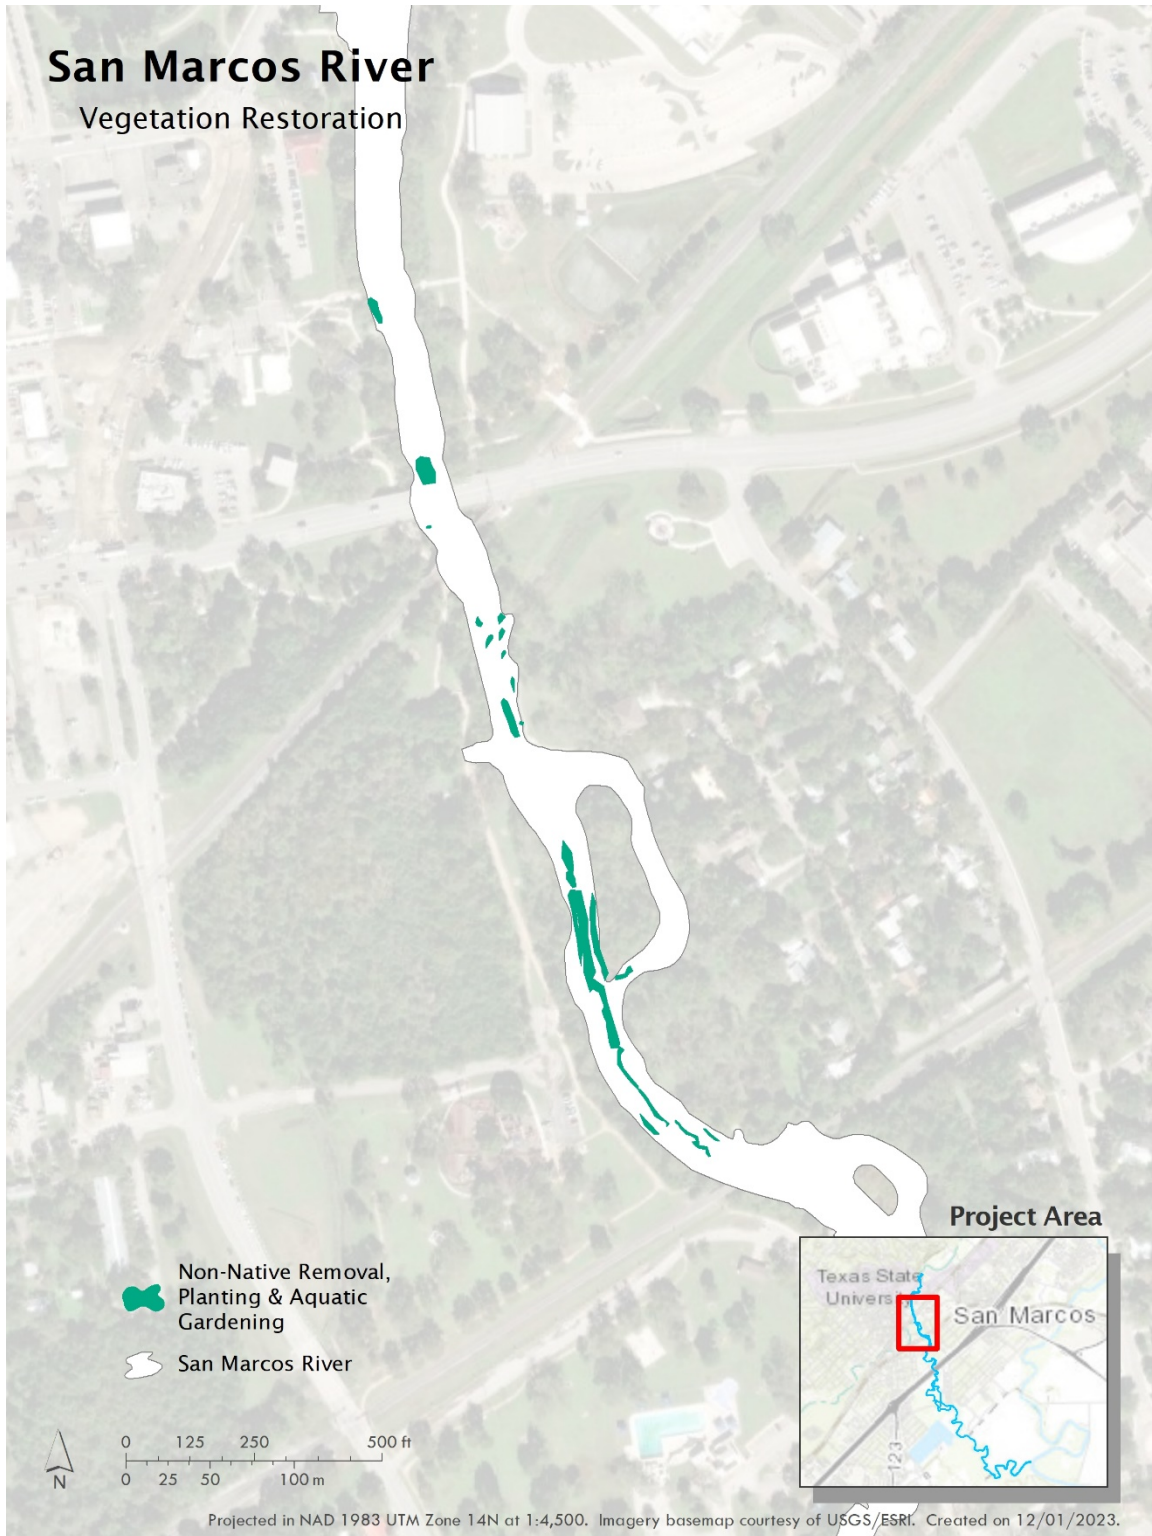 San Marcos River
Vegetation Restoration
Project Area
Texas State
University
San Marcos
123
Non-Native Removal,
Planting & Aquatic
Gardening
San Marcos River
0 125 250 500 ft
0 25 50 100 m
N
Projected in NAD 1983 UTM Zone 14N at 1:4,500. Imagery basemap courtesy of USGS/ESRI. Created on 12/01/2023.